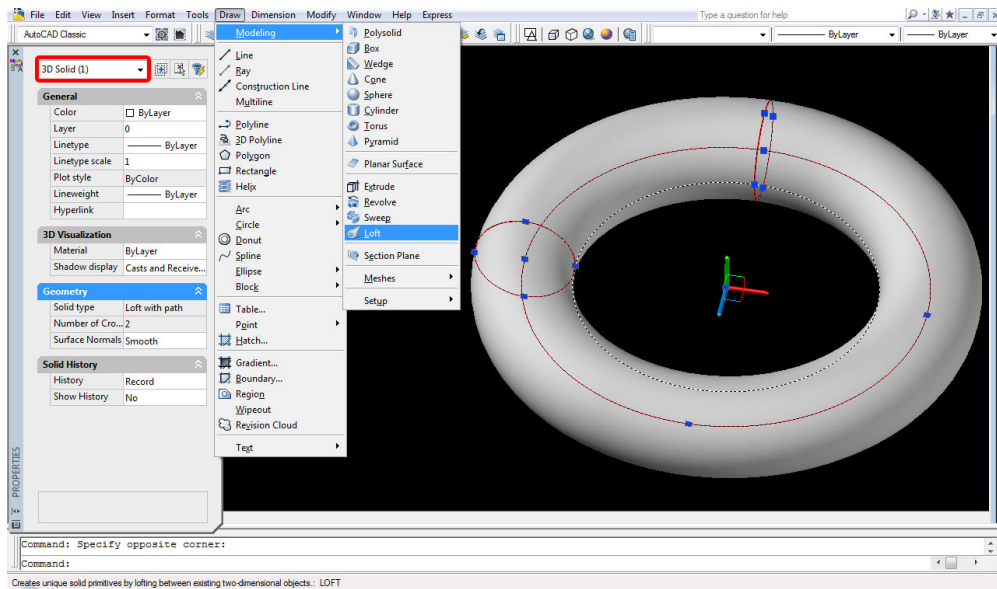 File Edit View Insert Format Tools Draw Dimension Modify Window Help Express
Type a question for help
AutoCAD Classic
ByLayer
ByLayer
3D Solid (1)
General
Color ByLayer
Layer 0
Linetype ByLayer
Linetype scale 1
Plot style ByColor
Lineweight ByLayer
Hyperlink
3D Visualization
Material ByLayer
Shadow display Casts and Receive...
Geometry
Solid type Loft with path
Number of Cro... 2
Surface Normals Smooth
Solid History
History Record
Show History No
PROPERTIES
Modeling
Line
Ray
Construction Line
Multiline
Polyline
3D Polyline
Polygon
Rectangle
Helix
Arc
Circle
Donut
Spline
Ellipse
Block
Table...
Point
Hatch...
Gradient...
Boundary...
Region
Wipeout
Revision Cloud
Text
Polysolid
Box
Wedge
Cone
Sphere
Cylinder
Torus
Pyramid
Planar Surface
Extrude
Revolve
Sweep
Loft
Section Plane
Meshes
Setup
Command: Specify opposite corner:
Command:
Creates unique solid primitives by lofting between existing two-dimensional objects.: LOFT